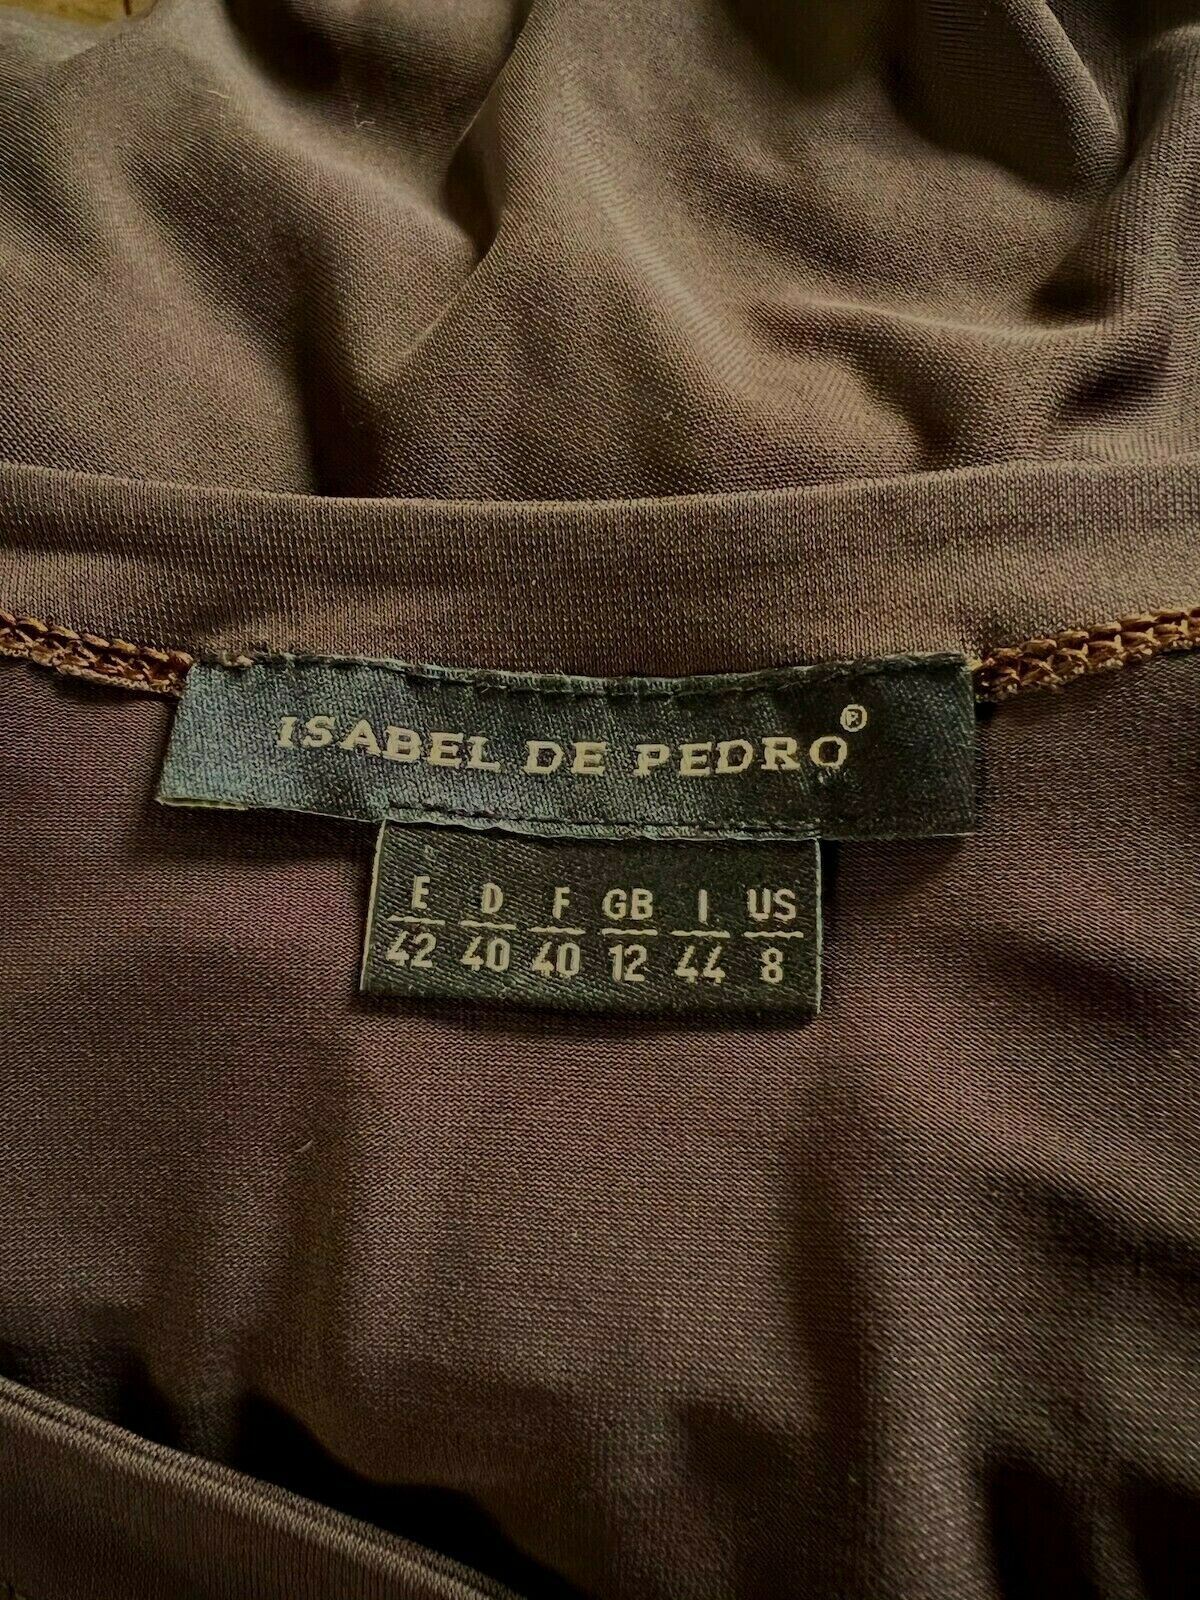 ISABEL DE PEDRO®
E D F GB I US
42 40 40 12 44 8